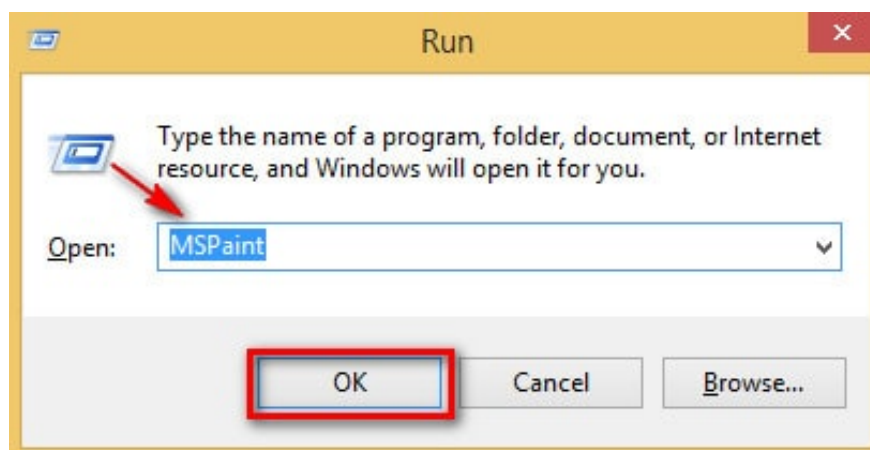 Run
Type the name of a program, folder, document, or Internet
resource, and Windows will open it for you.
Open: MSPaint
OK Cancel Browse...